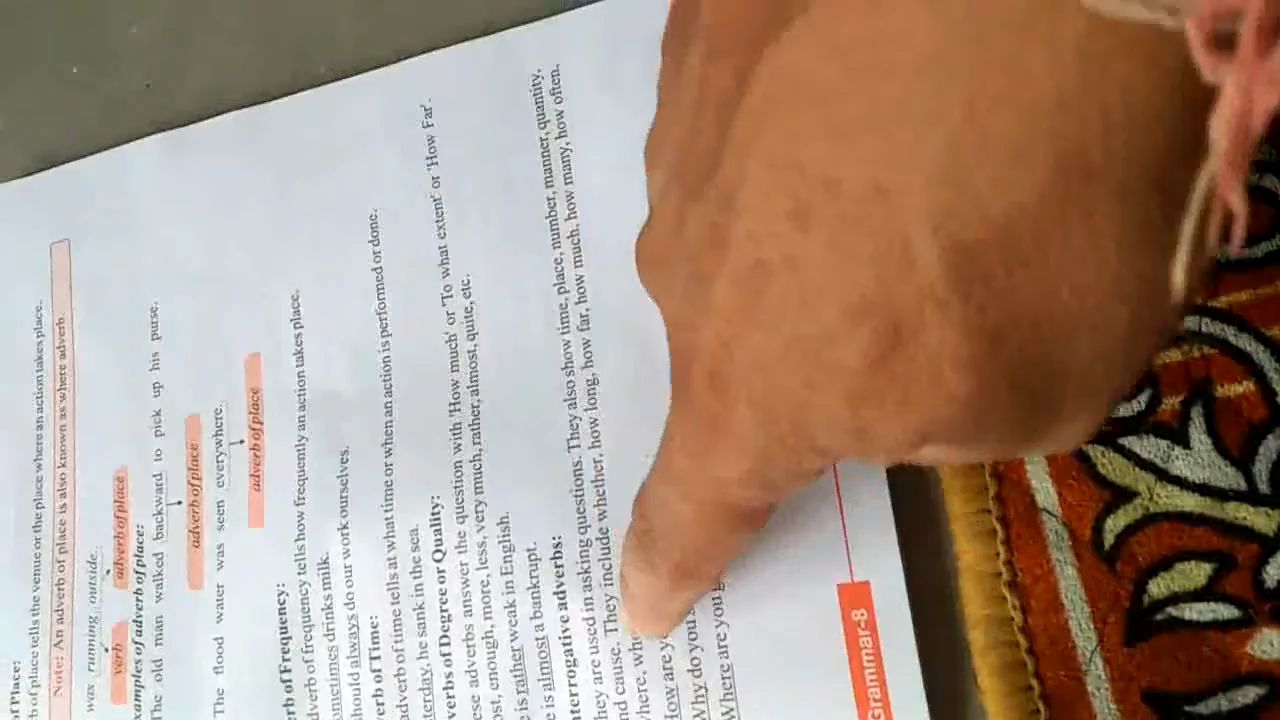 of Place:
of place tells the venue or the place where an action takes place.
Note: An adverb of place is also known as where adverb.
was running outside.
verb adverb of place
examples of adverb of place:
The old man walked backward to pick up his purse.
adverb of place
The flood water was seen everywhere.
adverb of place
erb of Frequency:
dverb of frequency tells how frequently an action takes place.
ometimes drinks milk.
hould always do our work ourselves.
verb of Time:
adverb of time tells at what time or when an action is performed or done.
terday, he sank in the sea.
verbs of Degree or Quality:
ese adverbs answer the question with 'How much' or 'To what extent' or 'How Far'.
ost, enough, more, less, very much, rather, almost, quite, etc.
e is rather weak in English.
e is almost a bankrupt.
nterrogative adverbs:
hey are used in asking questions. They also show time, place, number, manner, quantity,
nd cause. They include whether, how long, how far, how much, how many, how often,
here, who
How are y
Why do you
Where are you g
Grammar-8